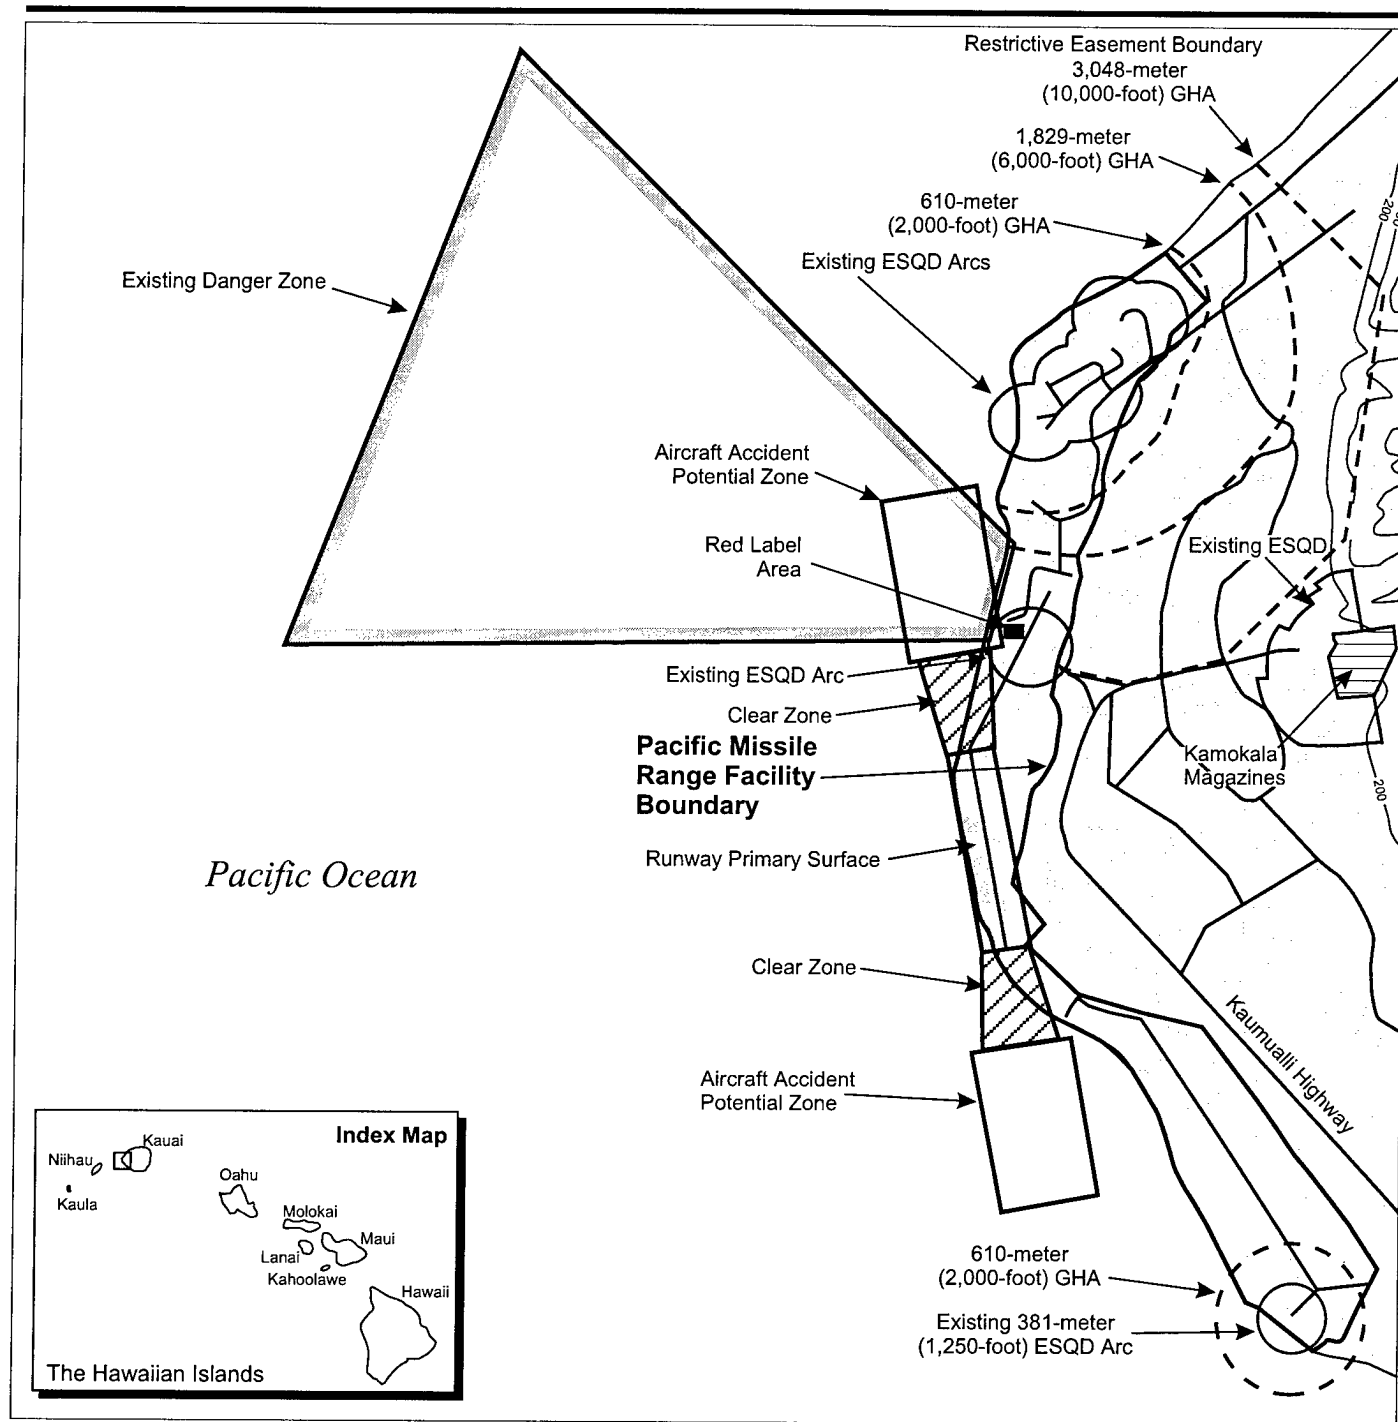 Restrictive Easement Boundary
3,048-meter
(10,000-foot) GHA
1,829-meter
(6,000-foot) GHA
610-meter
(2,000-foot) GHA
Existing ESQD Arcs
Existing Danger Zone
200
Aircraft Accident
Potential Zone
Red Label
Area
Existing ESQD
Existing ESQD Arc
Clear Zone
Pacific Missile
Range Facility
Boundary
Kamokala
Magazines
200
Runway Primary Surface
Pacific Ocean
Clear Zone
Kaumualli Highway
Aircraft Accident
Potential Zone
Index Map
Kauai
Niihau
Kaula
Oahu
Molokai
Maui
Lanai
Kahoolawe
Hawaii
The Hawaiian Islands
610-meter
(2,000-foot) GHA
Existing 381-meter
(1,250-foot) ESQD Arc